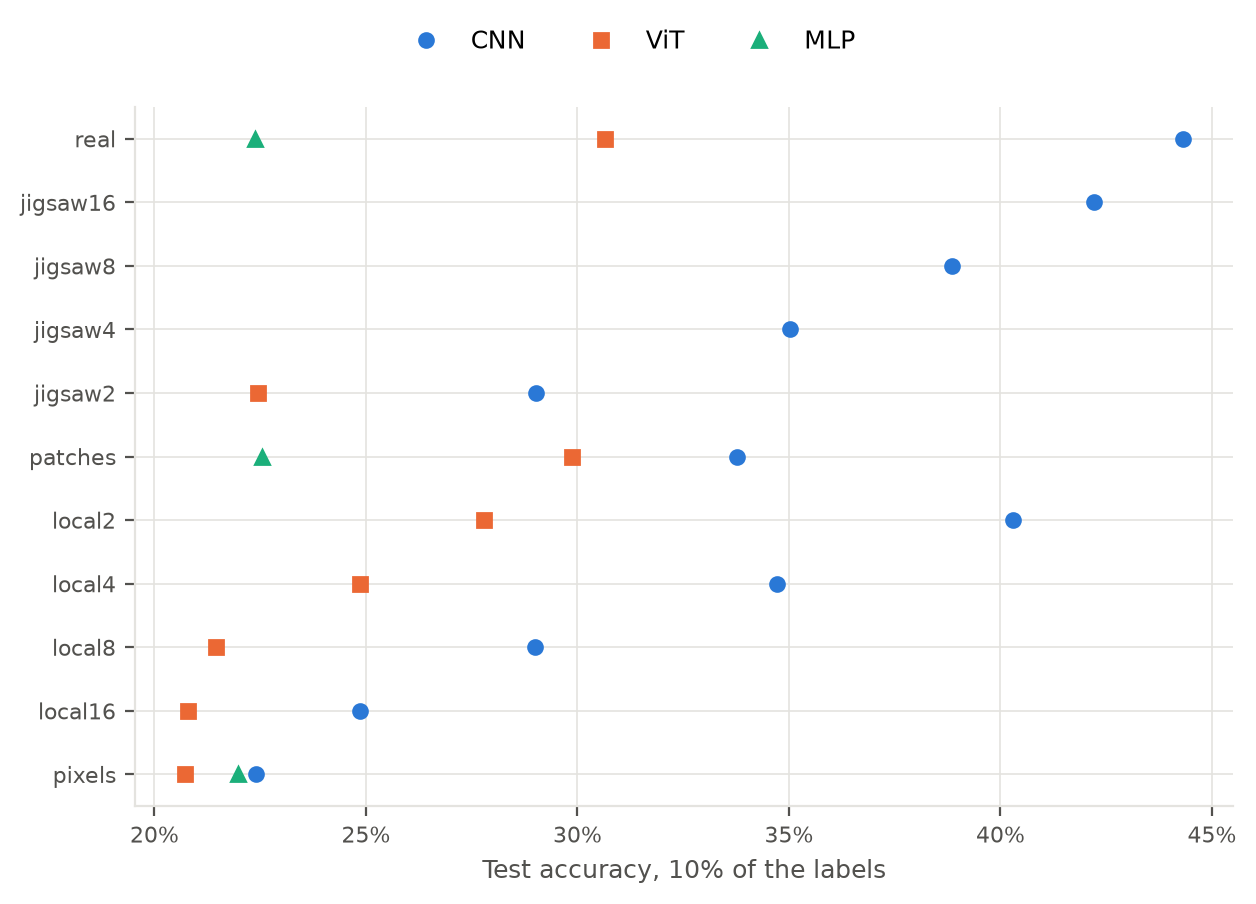 CNN ViT MLP
real
jigsaw16
jigsaw8
jigsaw4
jigsaw2
patches
local2
local4
local8
local16
pixels
20% 25% 30% 35% 40% 45%
Test accuracy, 10% of the labels